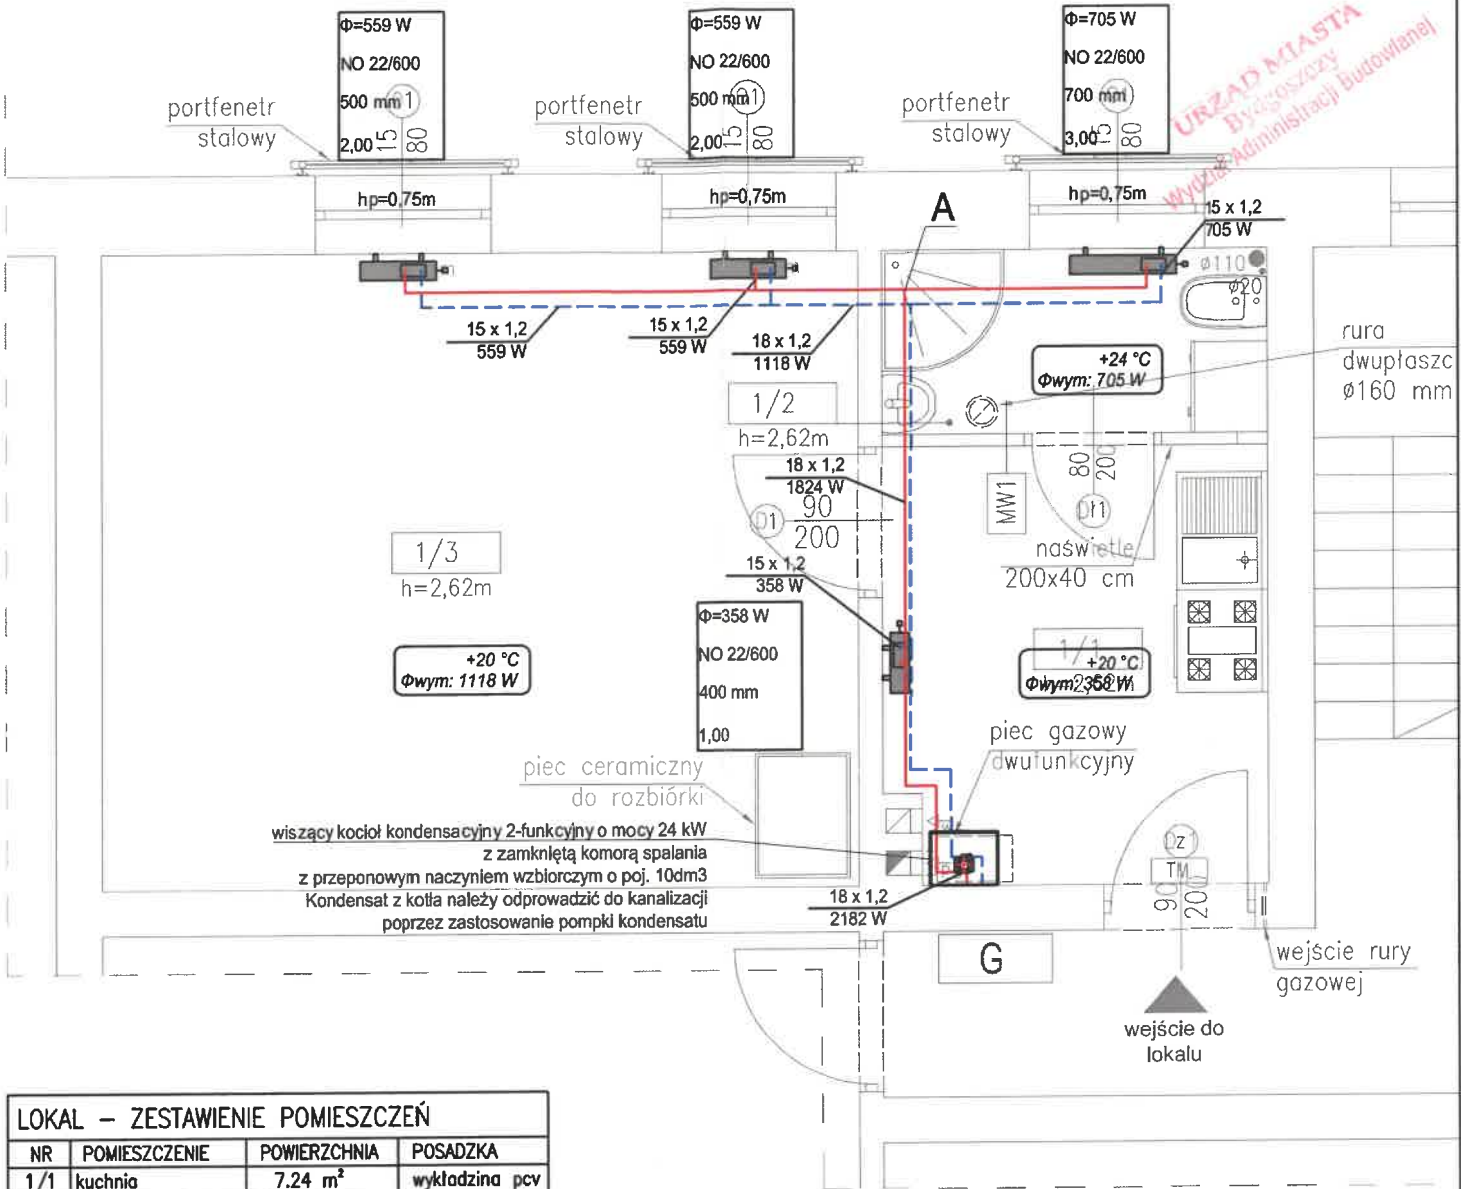 Φ=559 W
NO 22/600
500 mm
2,00
15
80
portfenetr
stalowy
hp=0,75m
Φ=559 W
NO 22/600
500 mm
2,00
15
80
portfenetr
stalowy
hp=0,75m
Φ=705 W
NO 22/600
700 mm
3,00
80
portfenetr
stalowy
hp=0,75m
URZĄD MIASTA
Bydgoszczy
Wydział Administracji Budowlanej
A
15 x 1,2
705 W
ø110
ø20
15 x 1,2
559 W
15 x 1,2
559 W
18 x 1,2
1118 W
+24 °C
Φwym: 705 W
rura
dwupłaszc
ø160 mm
1/2
h=2,62m
18 x 1,2
1824 W
D1
90
200
MW1
80
200
naświetle
200x40 cm
1/3
h=2,62m
15 x 1,2
358 W
Φ=358 W
NO 22/600
400 mm
1,00
+20 °C
Φwym: 1118 W
1/1
+20 °C
Φwym: 358 W
piec gazowy
dwufunkcyjny
piec ceramiczny
do rozbiórki
wiszący kocioł kondensacyjny 2-funkcyjny o mocy 24 kW
z zamkniętą komorą spalania
z przeponowym naczyniem wzbiorczym o poj. 10dm3
Kondensat z kotła należy odprowadzić do kanalizacji
poprzez zastosowanie pompki kondensatu
18 x 1,2
2182 W
Dz1
TM
90
200
G
wejście rury
gazowej
wejście do
lokalu
LOKAL – ZESTAWIENIE POMIESZCZEŃ
NR POMIESZCZENIE POWIERZCHNIA POSADZKA
1/1 kuchnia 7.24 m² wykładzina pcv